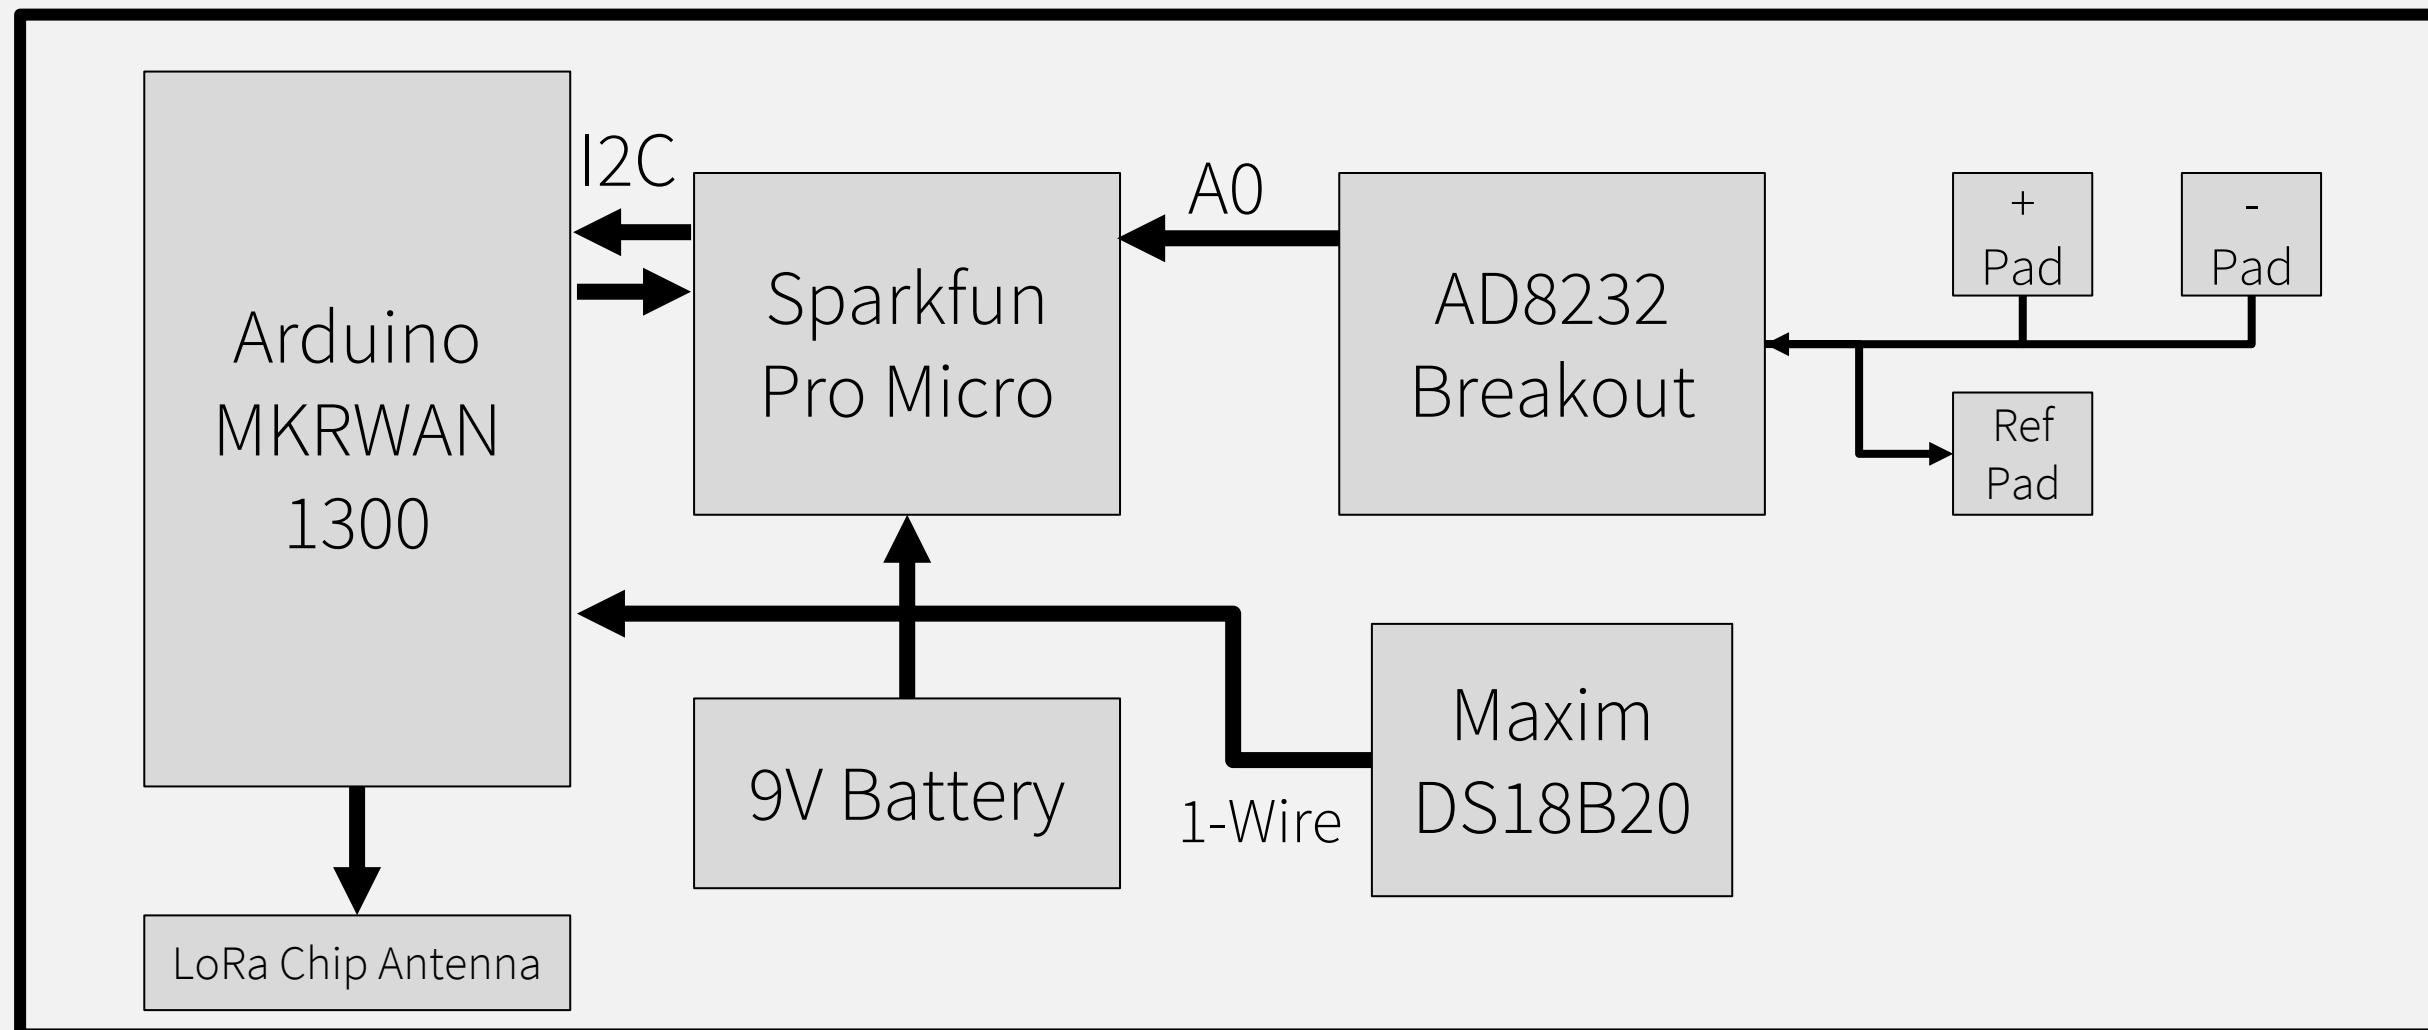 Arduino
MKRWAN
1300
I2C
Sparkfun
Pro Micro
A0
AD8232
Breakout
+
Pad
-
Pad
Ref
Pad
9V Battery
1-Wire
Maxim
DS18B20
LoRa Chip Antenna